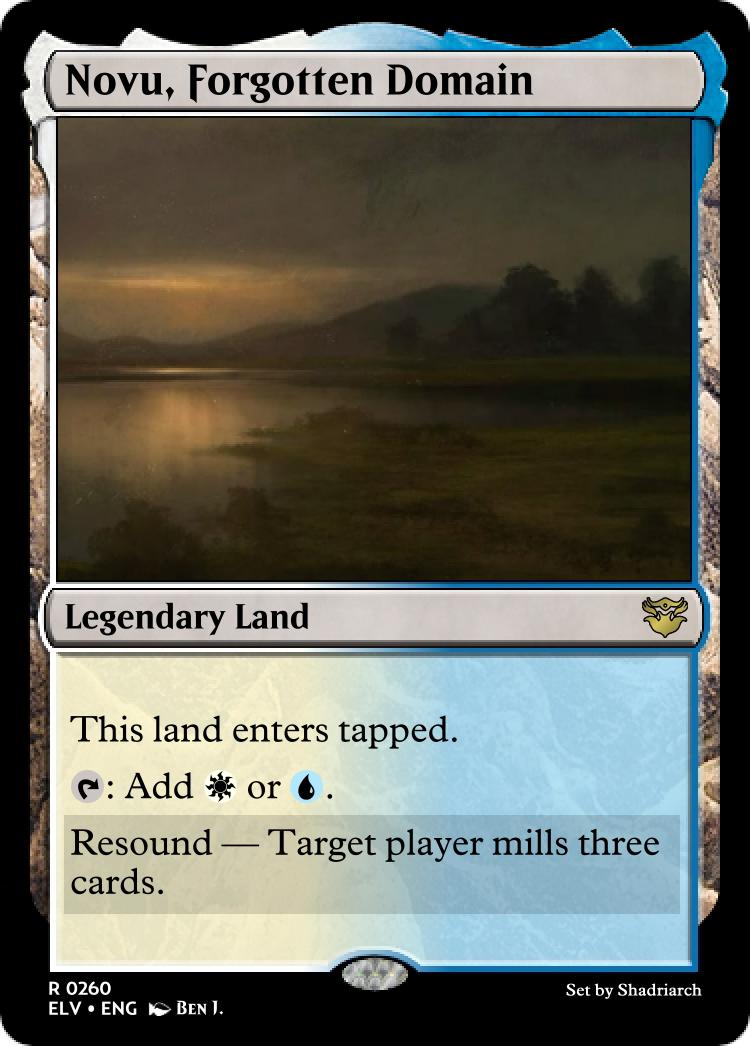 Novu, Forgotten Domain
Legendary Land
This land enters tapped.
: Add or .
Resound — Target player mills three
cards.
R 0260
ELV • ENG Ben J.
Set by Shadriarch